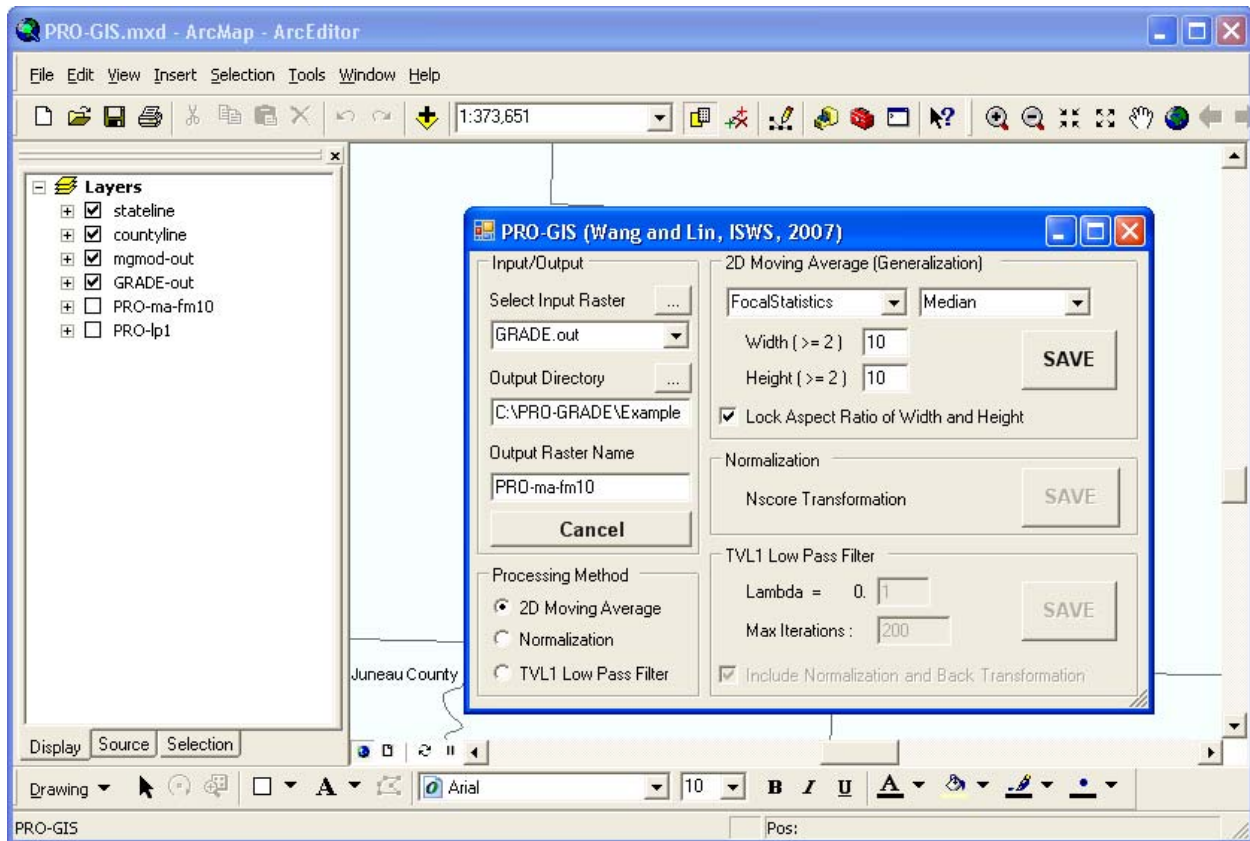 PRO-GIS.mxd - ArcMap - ArcEditor
File Edit View Insert Selection Tools Window Help
1:373,651
Layers
stateline
countyline
mgmod-out
GRADE-out
PRO-ma-fm10
PRO-lp1
Display Source Selection
Juneau County
PRO-GIS (Wang and Lin, ISWS, 2007)
Input/Output
Select Input Raster ...
GRADE.out
Output Directory ...
C:\PRO-GRADE\Example
Output Raster Name
PRO-ma-fm10
Cancel
Processing Method
2D Moving Average
Normalization
TVL1 Low Pass Filter
2D Moving Average (Generalization)
FocalStatistics Median
Width ( >= 2 ) 10
Height ( >= 2 ) 10
SAVE
Lock Aspect Ratio of Width and Height
Normalization
Nscore Transformation SAVE
TVL1 Low Pass Filter
Lambda = 0. 1
Max Iterations : 200
SAVE
Include Normalization and Back Transformation
Drawing A Arial 10 B I U A
PRO-GIS Pos: